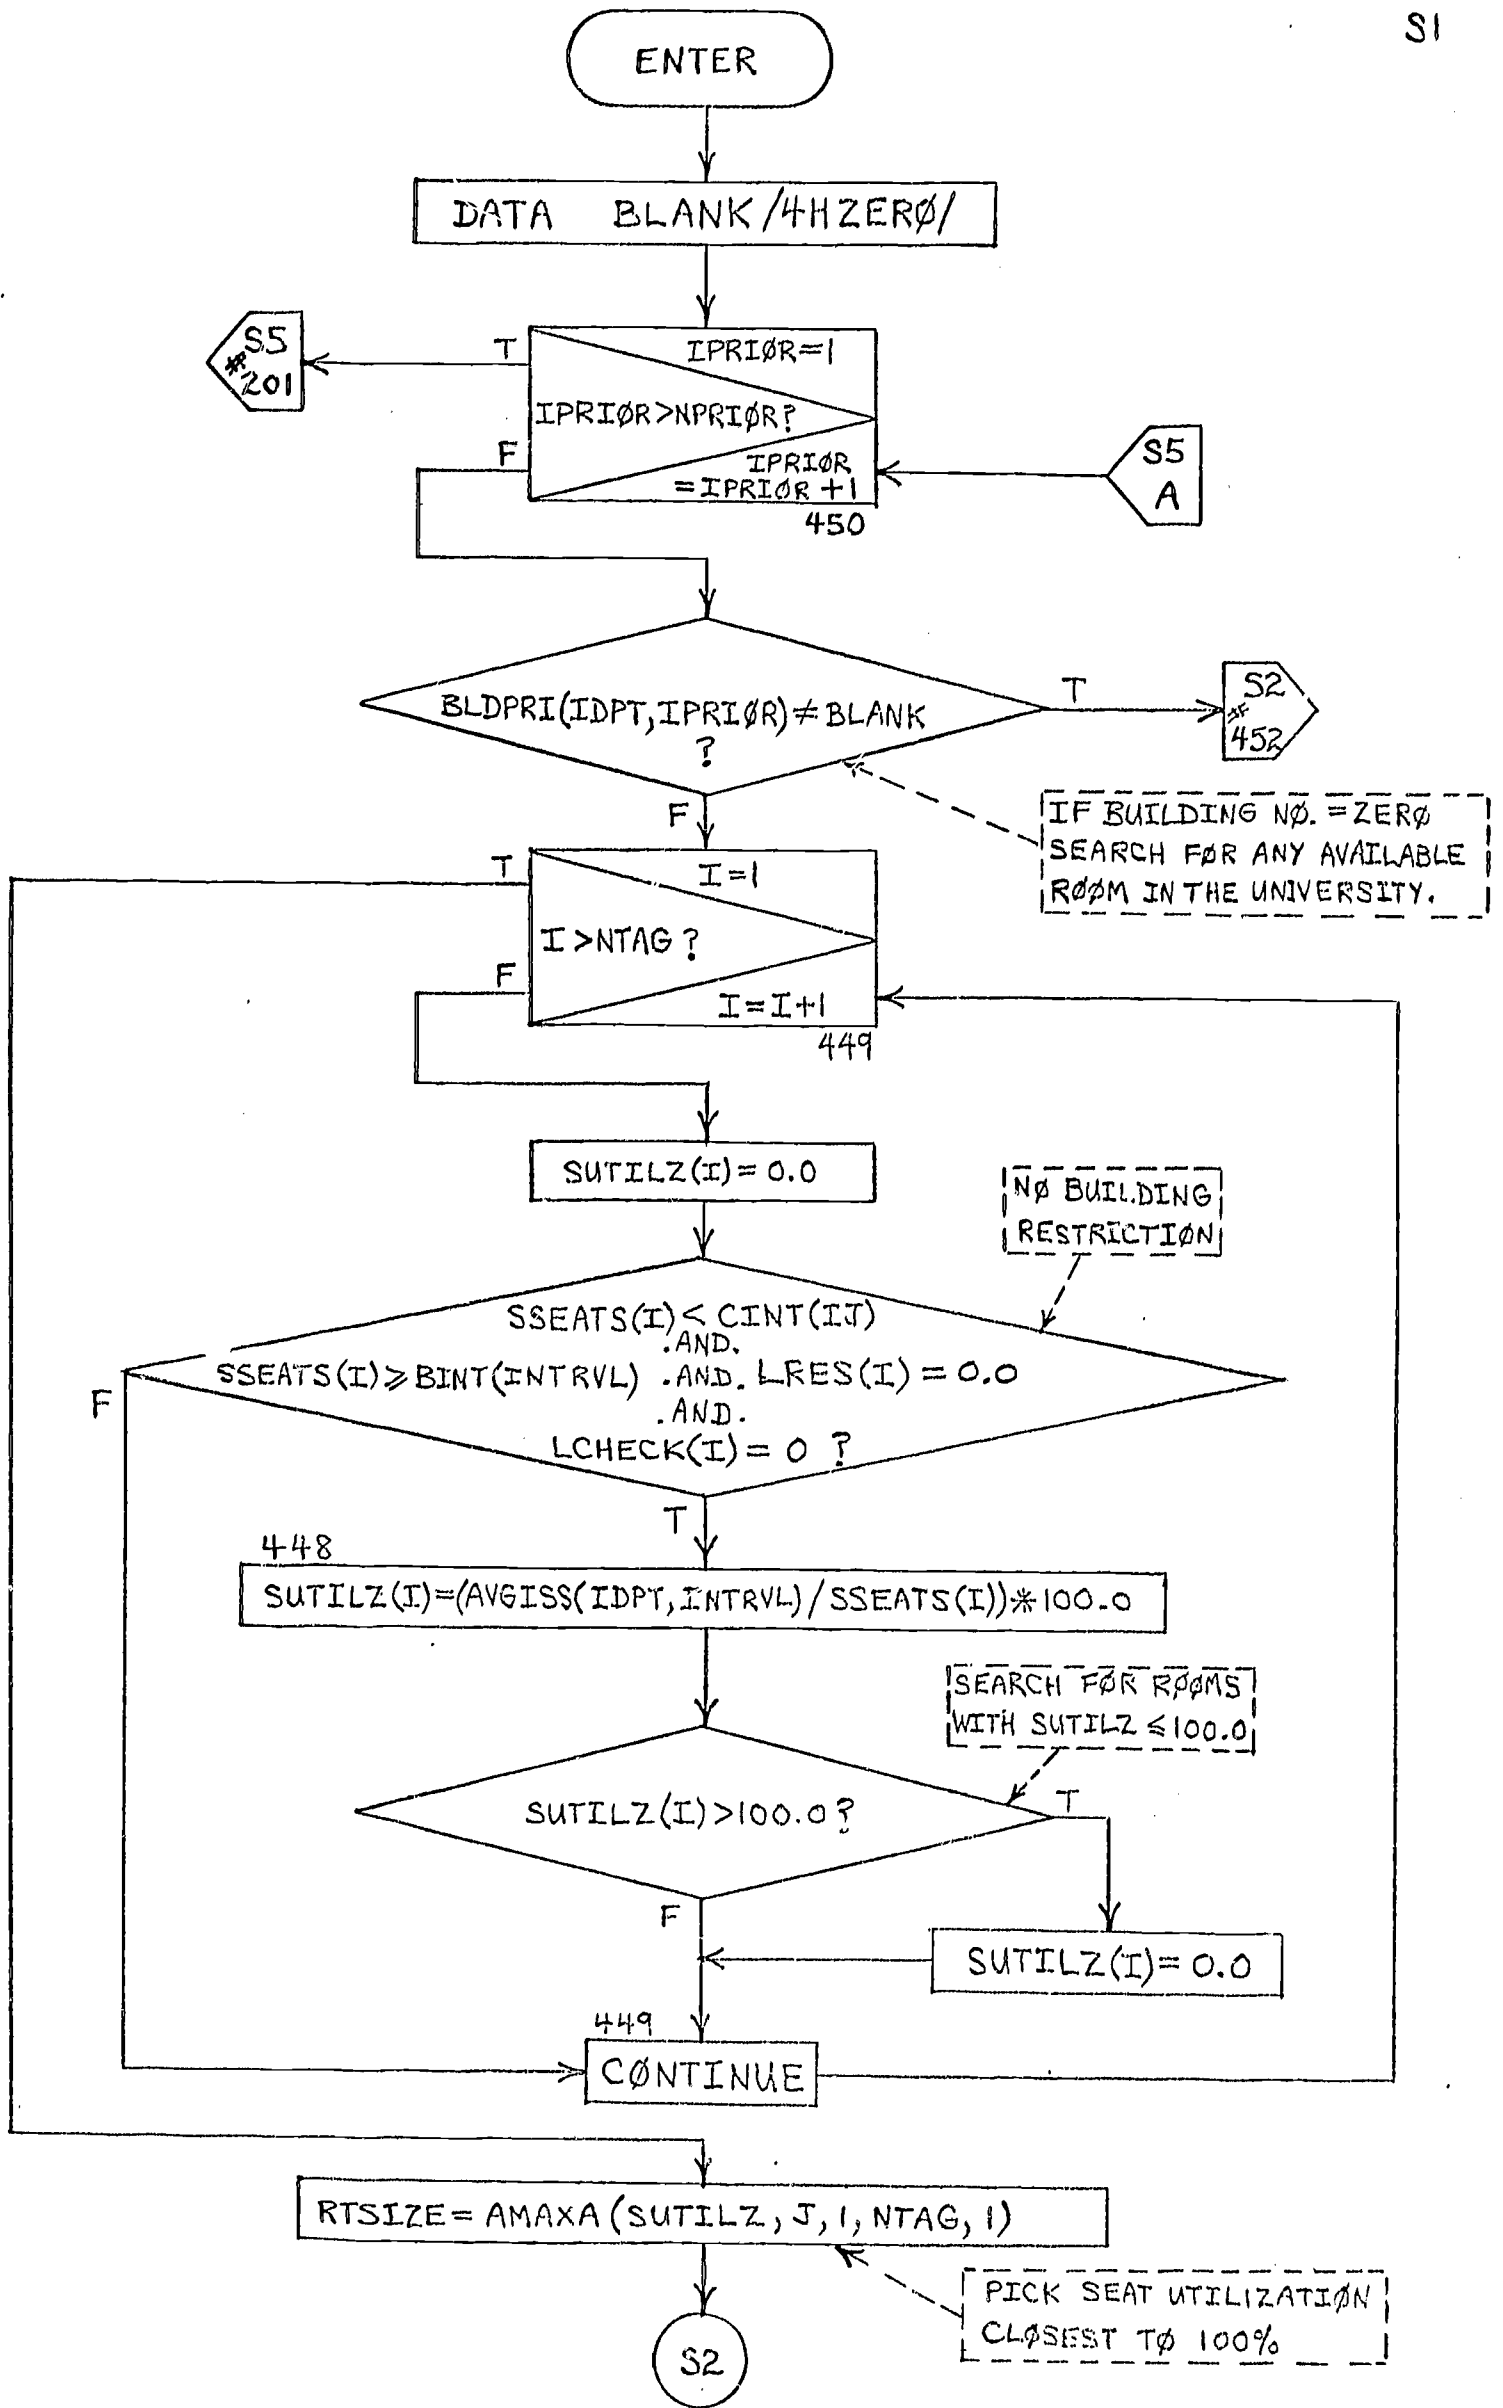 S1
ENTER
DATA BLANK/4HZERØ/
S5
#201
T
IPRIØR=1
IPRIØR>NPRIØR?
F
IPRIØR
=IPRIØR+1
450
S5
A
BLDPRI(IDPT,IPRIØR)≠BLANK
?
T
S2
#
452
F
IF BUILDING NØ.=ZERØ
SEARCH FØR ANY AVAILABLE
RØØM IN THE UNIVERSITY.
T
I=1
I>NTAG?
F
I=I+1
449
SUTILZ(I)=0.0
NØ BUILDING
RESTRICTIØN
SSEATS(I)<CINT(IJ)
.AND.
SSEATS(I)≥BINT(INTRVL) .AND. LRES(I)=0.0
.AND.
LCHECK(I)=0 ?
F
T
448
SUTILZ(I)=(AVGISS(IDPT,INTRVL)/SSEATS(I))*100.0
SEARCH FØR RØØMS
WITH SUTILZ≤100.0
SUTILZ(I)>100.0?
T
F
SUTILZ(I)=0.0
449
CØNTINUE
RTSIZE=AMAXA(SUTILZ,J,1,NTAG,1)
PICK SEAT UTILIZATIØN
CLØSEST TØ 100%
S2